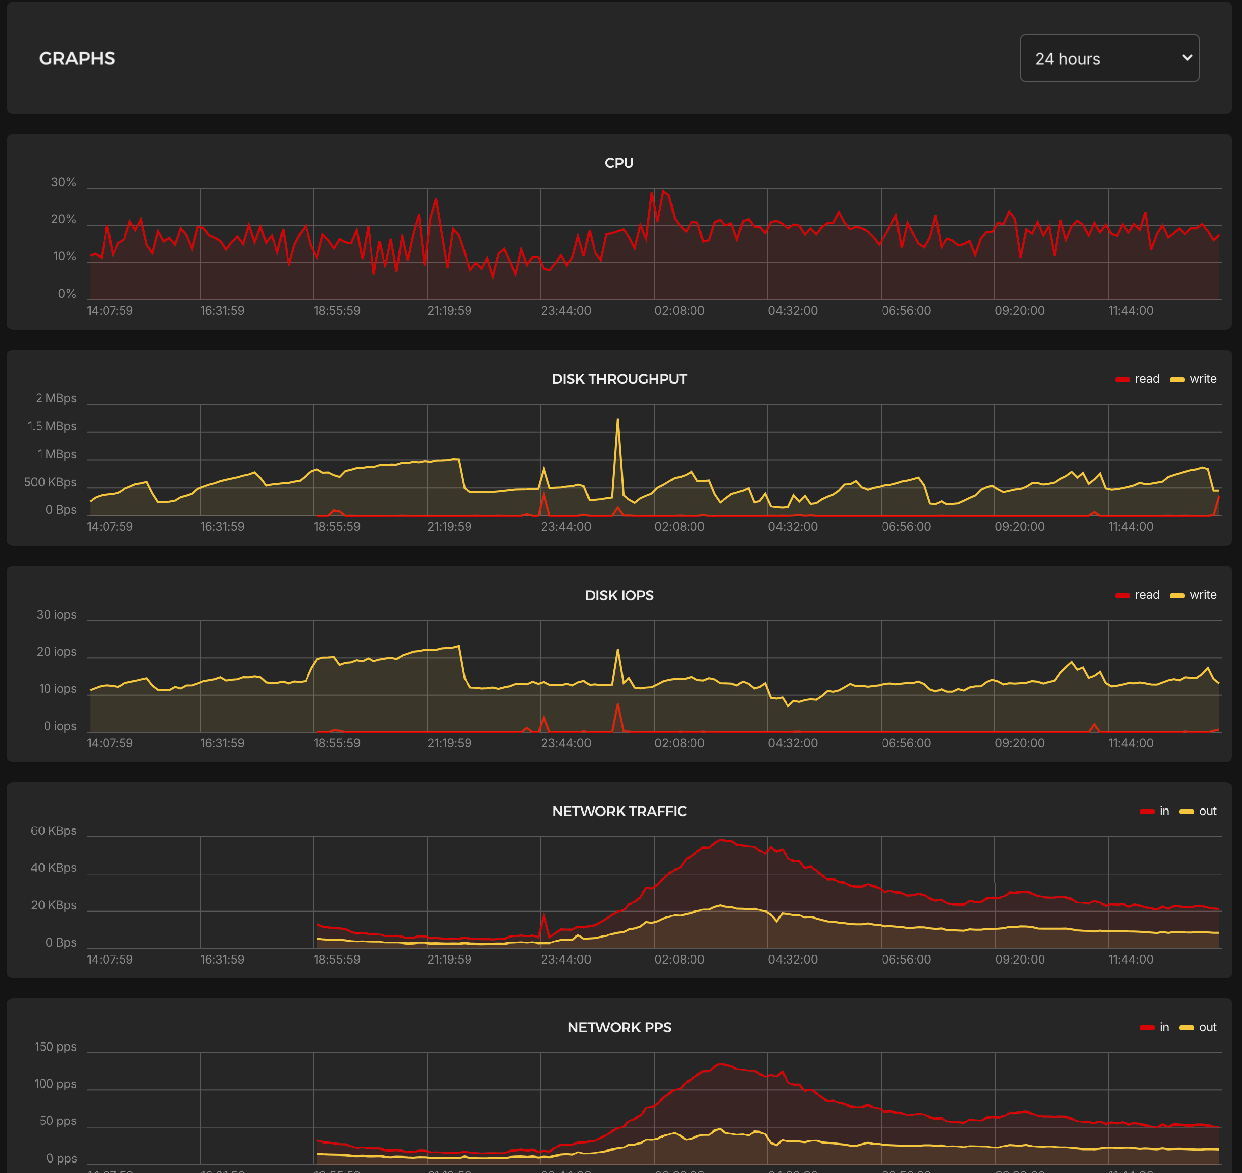 GRAPHS
24 hours
CPU
30%
20%
10%
0%
14:07:59 16:31:59 18:55:59 21:19:59 23:44:00 02:08:00 04:32:00 06:56:00 09:20:00 11:44:00
DISK THROUGHPUT
read write
2 MBps
1.5 MBps
1 MBps
500 KBps
0 Bps
14:07:59 16:31:59 18:55:59 21:19:59 23:44:00 02:08:00 04:32:00 06:56:00 09:20:00 11:44:00
DISK IOPS
read write
30 iops
20 iops
10 iops
0 iops
14:07:59 16:31:59 18:55:59 21:19:59 23:44:00 02:08:00 04:32:00 06:56:00 09:20:00 11:44:00
NETWORK TRAFFIC
in out
60 KBps
40 KBps
20 KBps
0 Bps
14:07:59 16:31:59 18:55:59 21:19:59 23:44:00 02:08:00 04:32:00 06:56:00 09:20:00 11:44:00
NETWORK PPS
in out
150 pps
100 pps
50 pps
0 pps